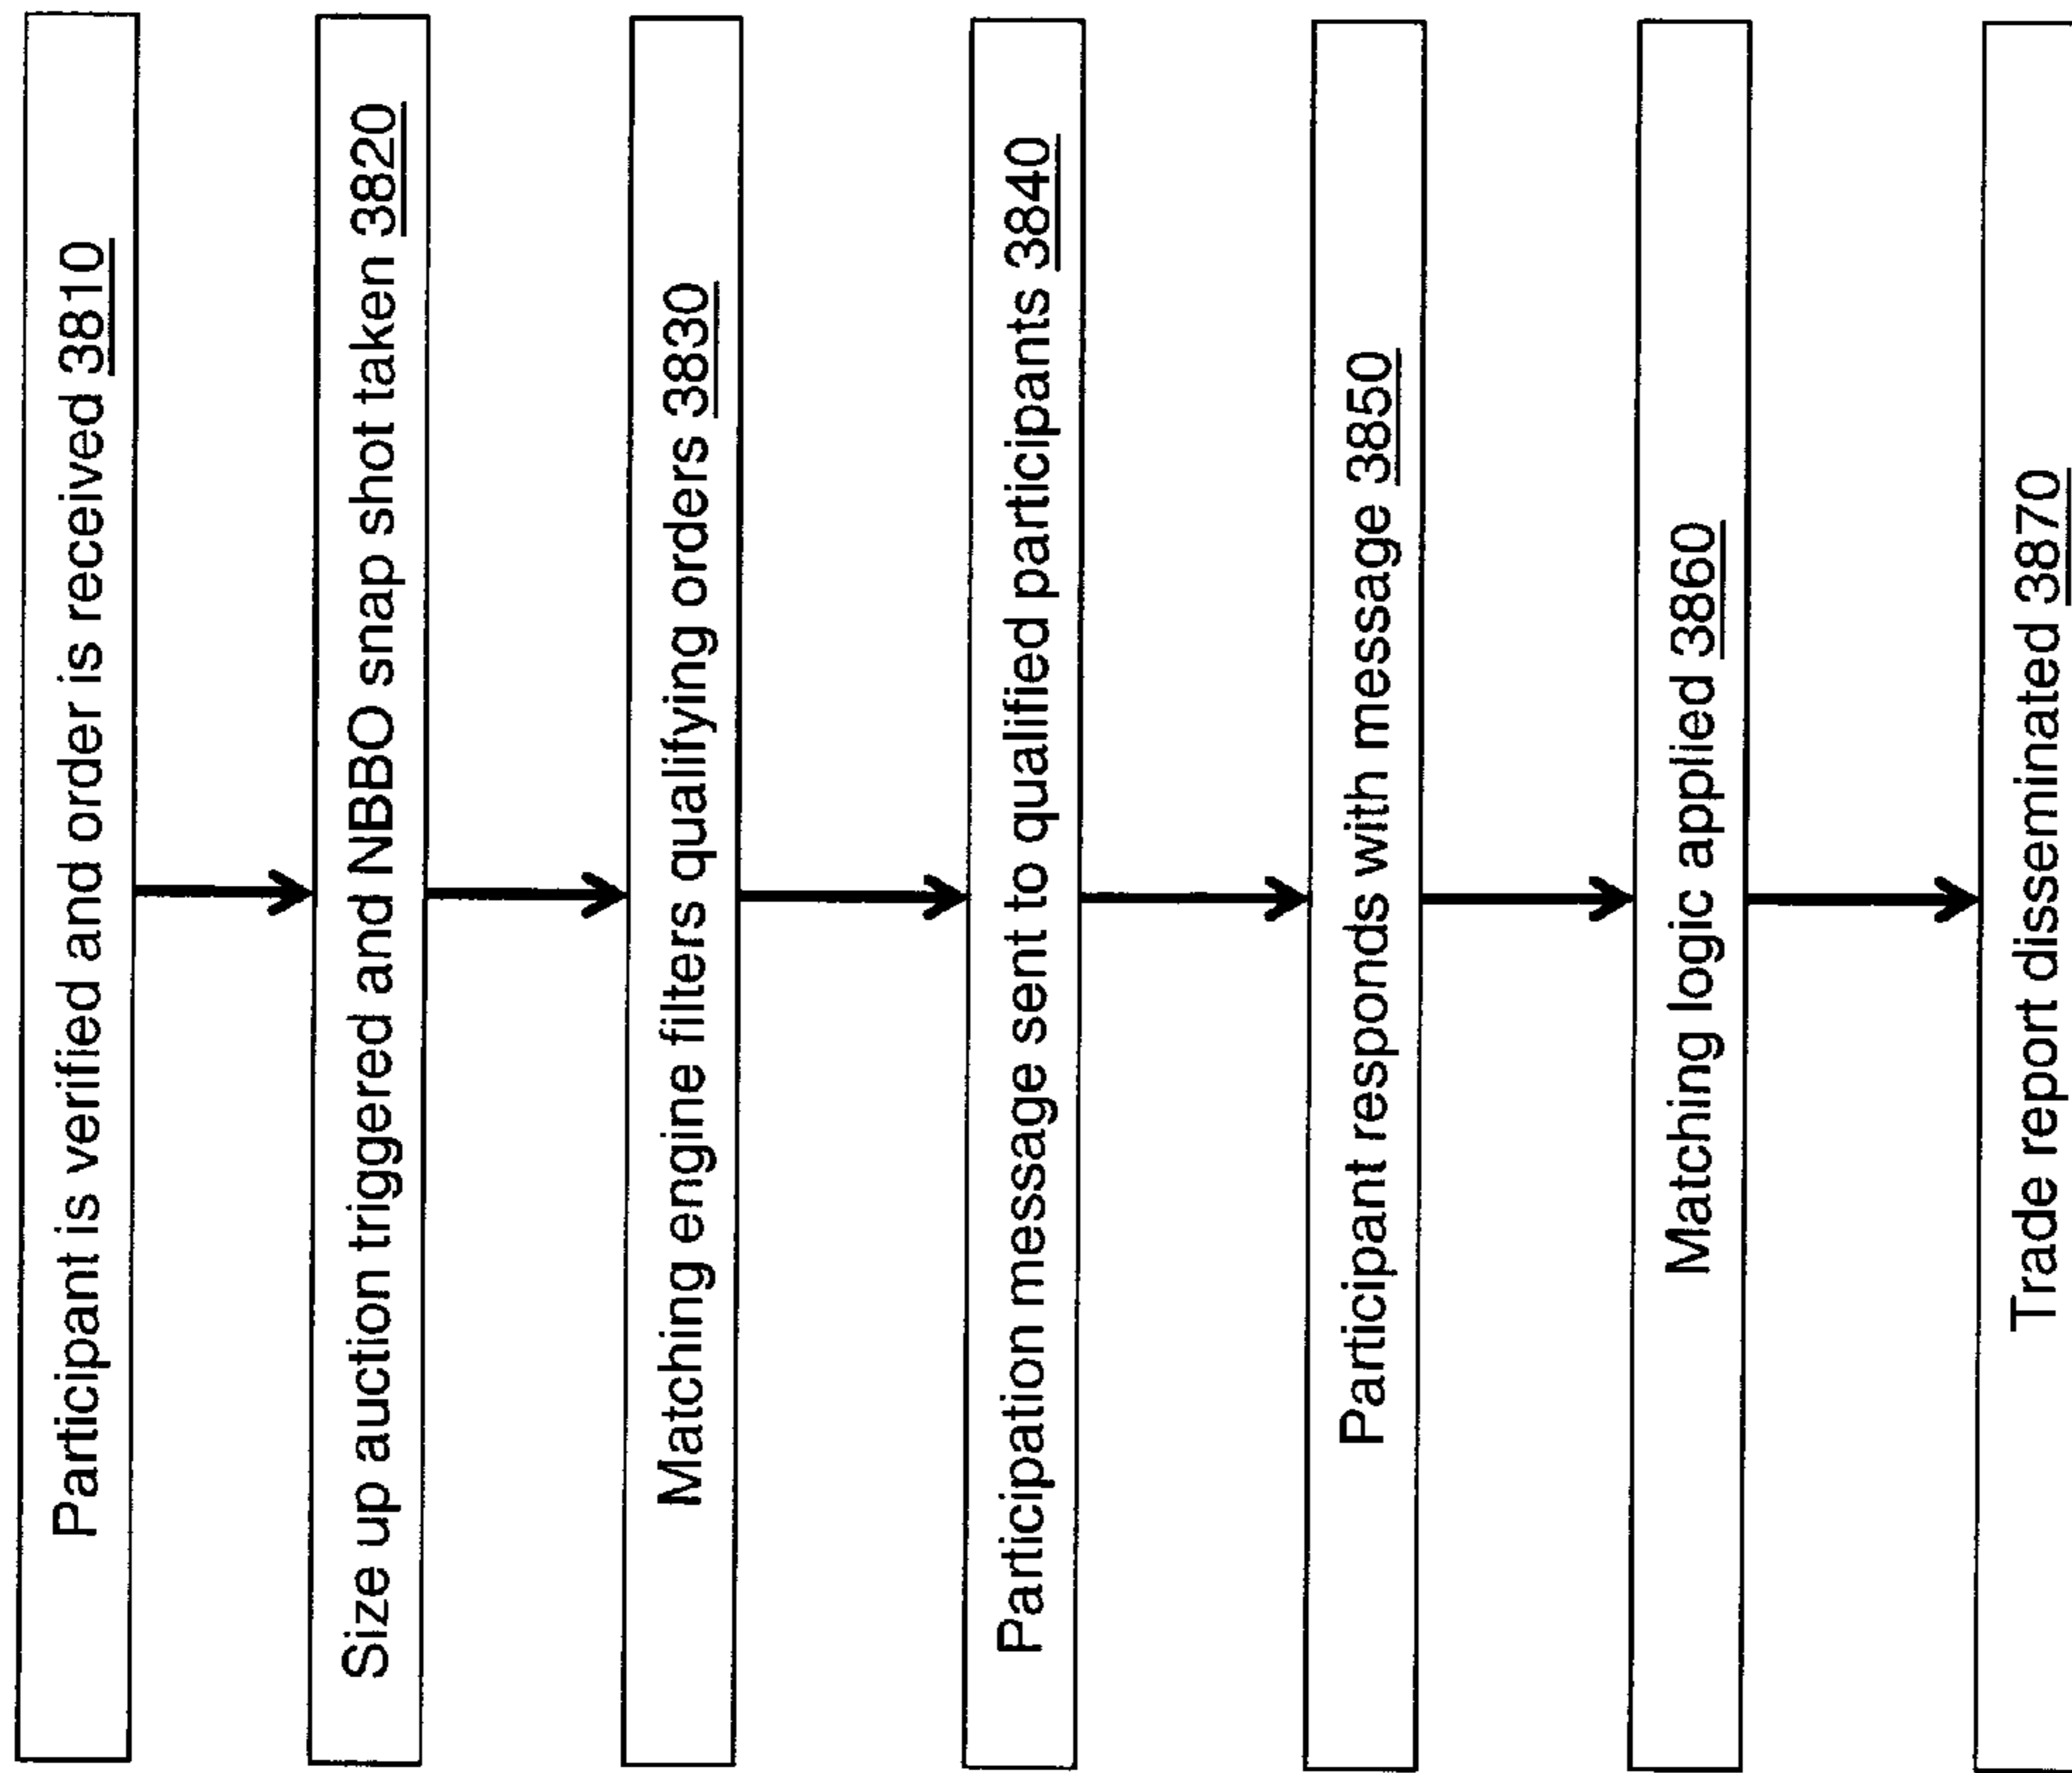 Participant is verified and order is received 3810
Size up auction triggered and NBBO snap shot taken 3820
Matching engine filters qualifying orders 3830
Participation message sent to qualified participants 3840
Participant responds with message 3850
Matching logic applied 3860
Trade report disseminated 3870